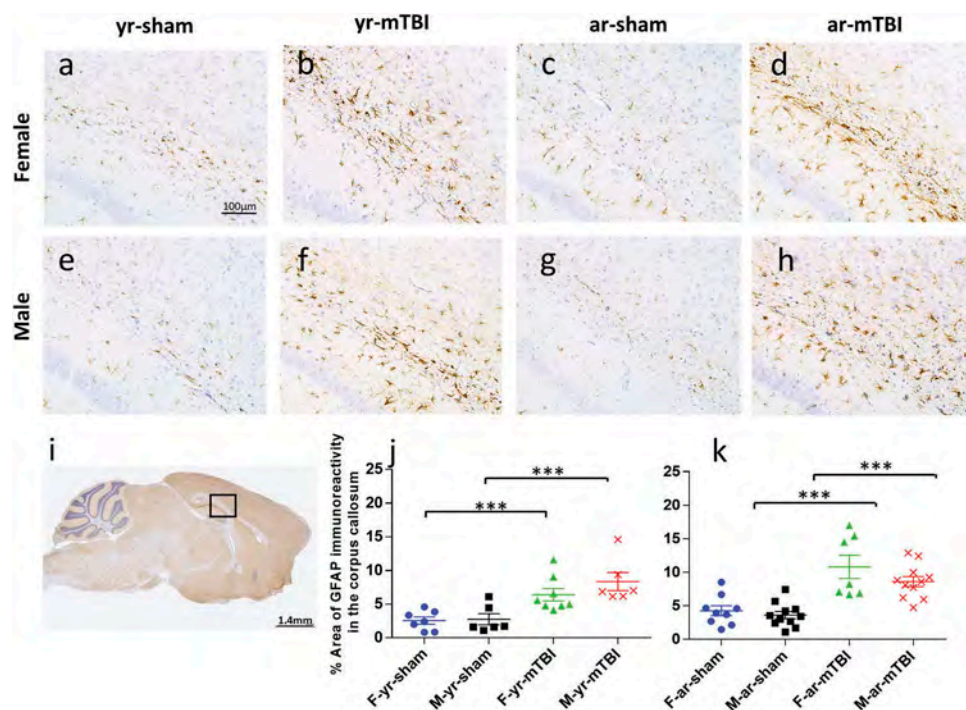 yr-sham yr-mTBI ar-sham ar-mTBI
Female
a b c d
100µm
Male
e f g h
i
1.4mm
j
% Area of GFAP immunoreactivity
in the corpus callosum
25
20
15
10
5
0
***
***
F-yr-sham
M-yr-sham
F-yr-mTBI
M-yr-mTBI
k
25
20
15
10
5
0
***
***
F-ar-sham
M-ar-sham
F-ar-mTBI
M-ar-mTBI